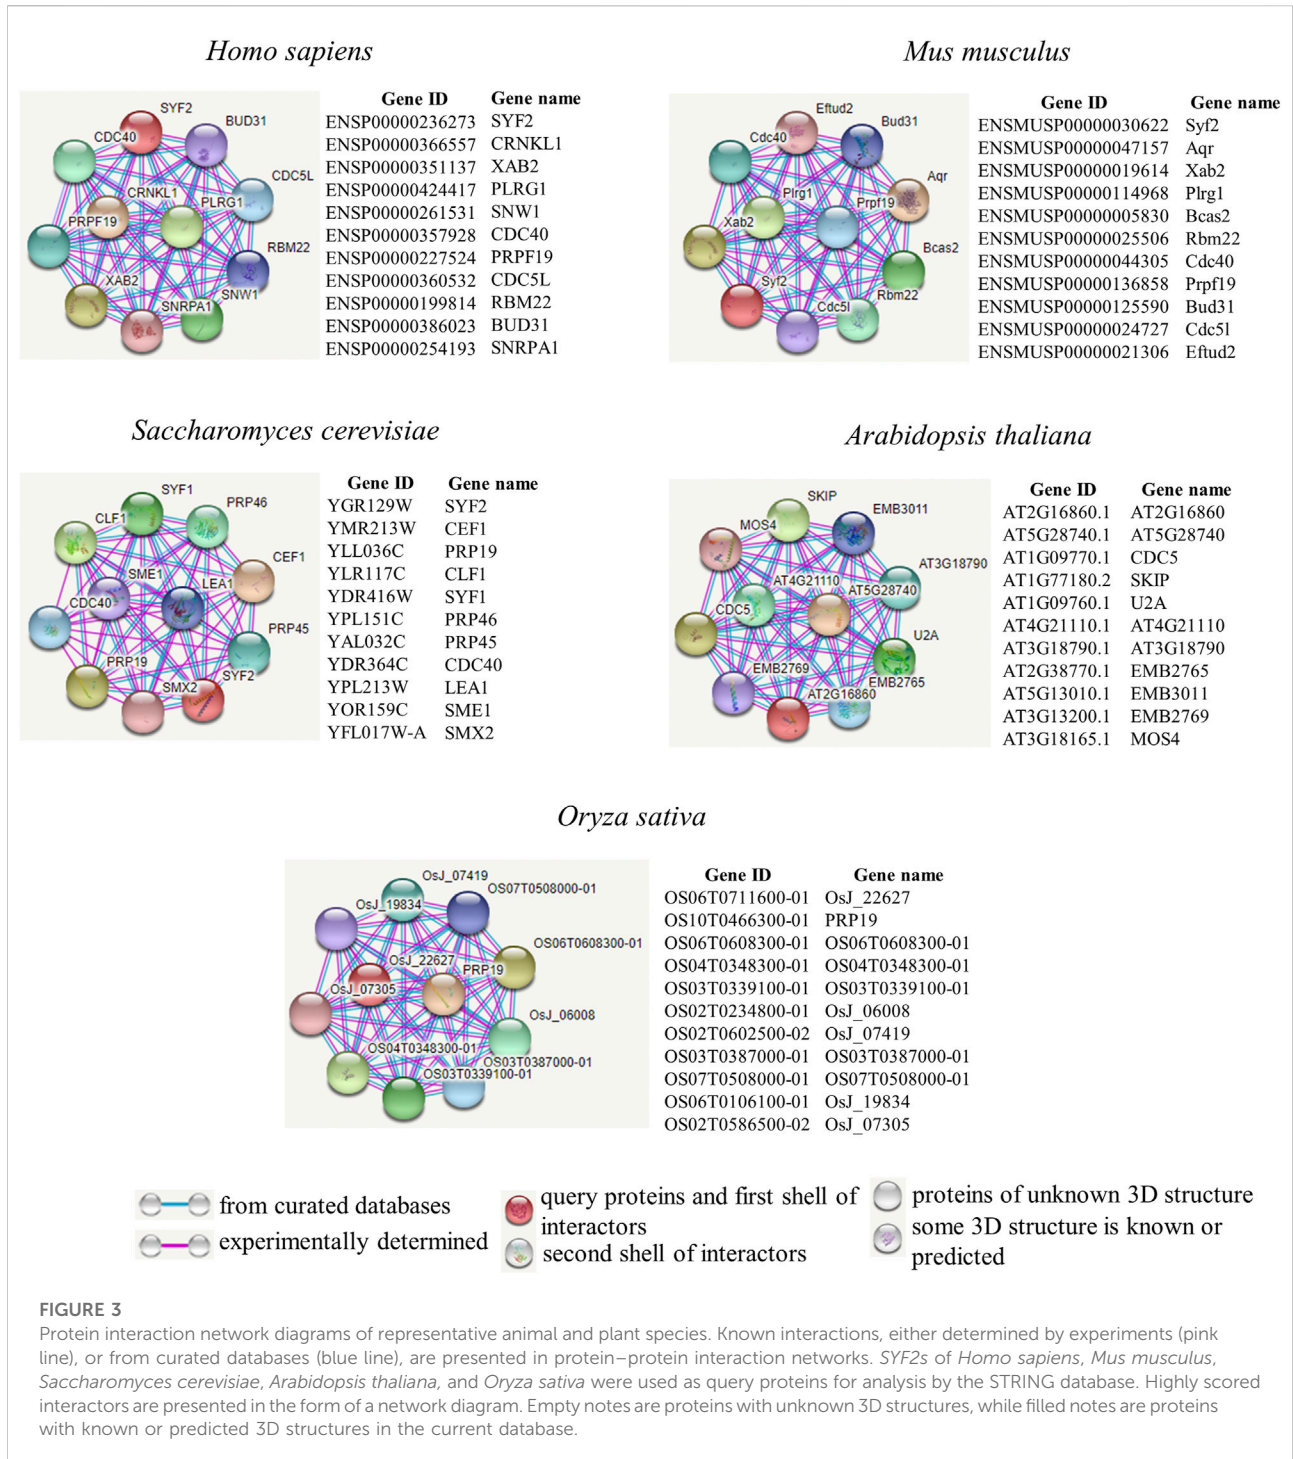 Homo sapiens
SYF2
CDC40
BUD31
CDC5L
CRNKL1
PLRG1
PRPF19
RBM22
XAB2
SNW1
SNRPA1
Gene ID Gene name
ENSP00000236273 SYF2
ENSP00000366557 CRNKL1
ENSP00000351137 XAB2
ENSP00000424417 PLRG1
ENSP00000261531 SNW1
ENSP00000357928 CDC40
ENSP00000227524 PRPF19
ENSP00000360532 CDC5L
ENSP00000199814 RBM22
ENSP00000386023 BUD31
ENSP00000254193 SNRPA1
Mus musculus
Eftud2
Cdc40
Bud31
Aqr
Plrg1
Prpf19
Xab2
Bcas2
Syf2
Rbm22
Cdc5l
Gene ID Gene name
ENSMUSP00000030622 Syf2
ENSMUSP00000047157 Aqr
ENSMUSP00000019614 Xab2
ENSMUSP00000114968 Plrg1
ENSMUSP00000005830 Bcas2
ENSMUSP00000025506 Rbm22
ENSMUSP00000044305 Cdc40
ENSMUSP00000136858 Prpf19
ENSMUSP00000125590 Bud31
ENSMUSP00000024727 Cdc5l
ENSMUSP00000021306 Eftud2
Saccharomyces cerevisiae
SYF1
PRP46
CLF1
CEF1
SME1
LEA1
CDC40
PRP45
PRP19
SYF2
SMX2
Gene ID Gene name
YGR129W SYF2
YMR213W CEF1
YLL036C PRP19
YLR117C CLF1
YDR416W SYF1
YPL151C PRP46
YAL032C PRP45
YDR364C CDC40
YPL213W LEA1
YOR159C SME1
YFL017W-A SMX2
Arabidopsis thaliana
SKIP
EMB3011
MOS4
AT3G18790
AT4G21110
AT5G28740
CDC5
U2A
EMB2769
EMB2765
AT2G16860
Gene ID Gene name
AT2G16860.1 AT2G16860
AT5G28740.1 AT5G28740
AT1G09770.1 CDC5
AT1G77180.2 SKIP
AT1G09760.1 U2A
AT4G21110.1 AT4G21110
AT3G18790.1 AT3G18790
AT2G38770.1 EMB2765
AT5G13010.1 EMB3011
AT3G13200.1 EMB2769
AT3G18165.1 MOS4
Oryza sativa
OsJ_07419
OS07T0508000-01
OsJ_19834
OS06T0608300-01
OsJ_22627
PRP19
OsJ_07305
OsJ_06008
OS04T0348300-01
OS03T0387000-01
OS03T0339100-01
Gene ID Gene name
OS06T0711600-01 OsJ_22627
OS10T0466300-01 PRP19
OS06T0608300-01 OS06T0608300-01
OS04T0348300-01 OS04T0348300-01
OS03T0339100-01 OS03T0339100-01
OS02T0234800-01 OsJ_06008
OS02T0602500-02 OsJ_07419
OS03T0387000-01 OS03T0387000-01
OS07T0508000-01 OS07T0508000-01
OS06T0106100-01 OsJ_19834
OS02T0586500-02 OsJ_07305
from curated databases
experimentally determined
query proteins and first shell of
interactors
second shell of interactors
proteins of unknown 3D structure
some 3D structure is known or
predicted
FIGURE 3
Protein interaction network diagrams of representative animal and plant species. Known interactions, either determined by experiments (pink
line), or from curated databases (blue line), are presented in protein–protein interaction networks. SYF2s of Homo sapiens, Mus musculus,
Saccharomyces cerevisiae, Arabidopsis thaliana, and Oryza sativa were used as query proteins for analysis by the STRING database. Highly scored
interactors are presented in the form of a network diagram. Empty notes are proteins with unknown 3D structures, while filled notes are proteins
with known or predicted 3D structures in the current database.